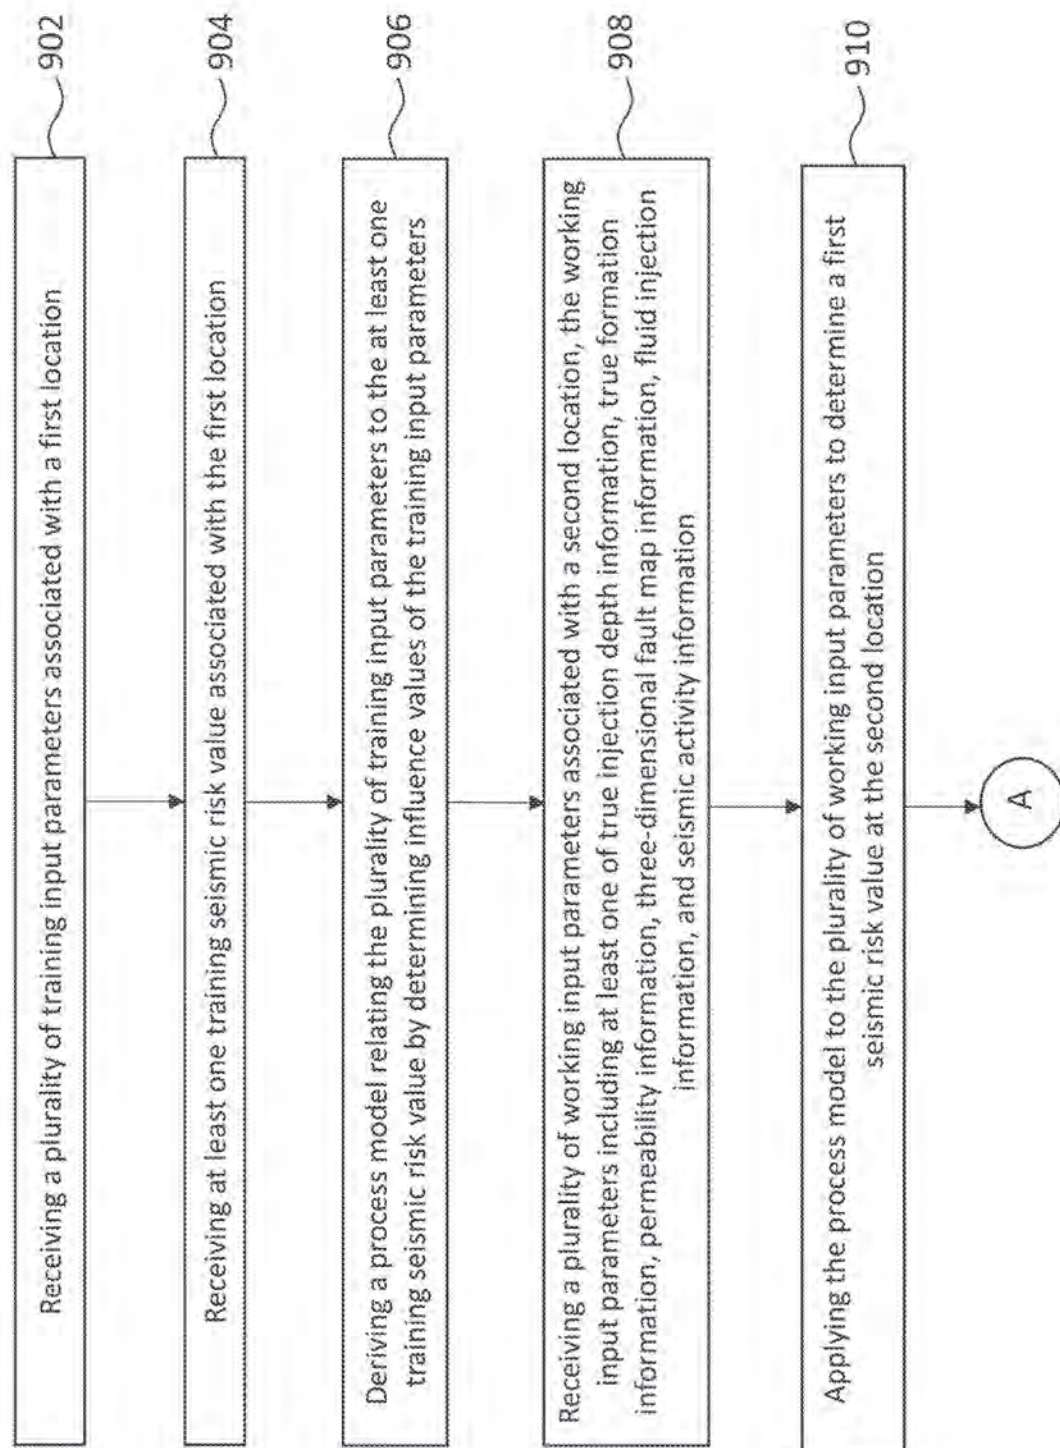 Receiving a plurality of training input parameters associated with a first location
902
Receiving at least one training seismic risk value associated with the first location
904
Deriving a process model relating the plurality of training input parameters to the at least one
training seismic risk value by determining influence values of the training input parameters
906
Receiving a plurality of working input parameters associated with a second location, the working
input parameters including at least one of true injection depth information, true formation
information, permeability information, three-dimensional fault map information, fluid injection
information, and seismic activity information
908
Applying the process model to the plurality of working input parameters to determine a first
seismic risk value at the second location
910
A